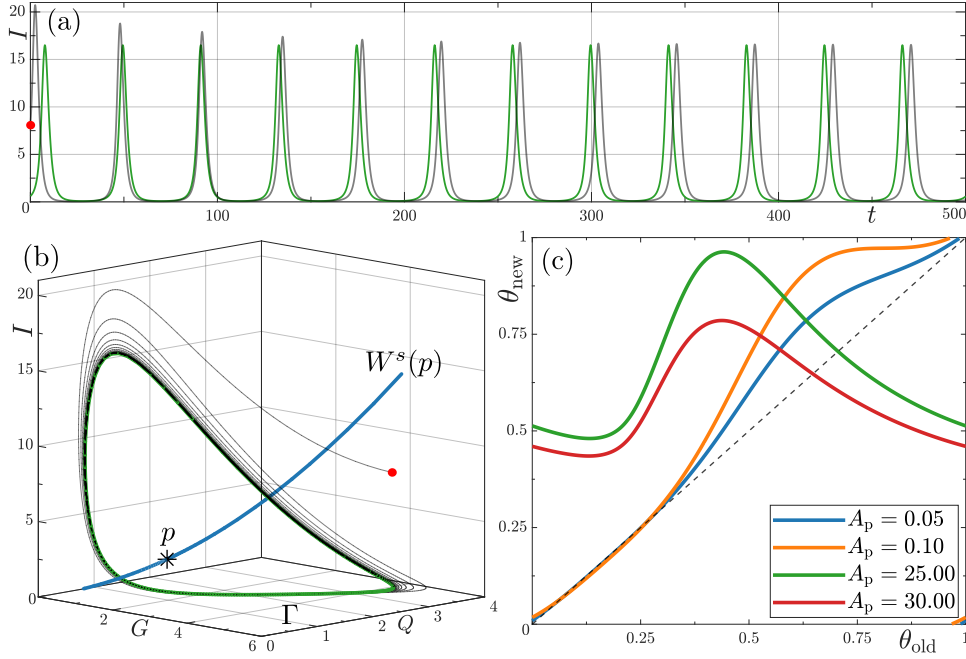 (a)
I
20
15
10
5
0
100
200
300
400
t
500
(b)
I
20
15
10
5
0
W^s(p)
p
Γ
2
G
4
6
0
1
2
Q
3
4
(c)
θ_new
1
0.75
0.5
0.25
0
0.25
0.5
0.75
θ_old
1
A_p = 0.05
A_p = 0.10
A_p = 25.00
A_p = 30.00